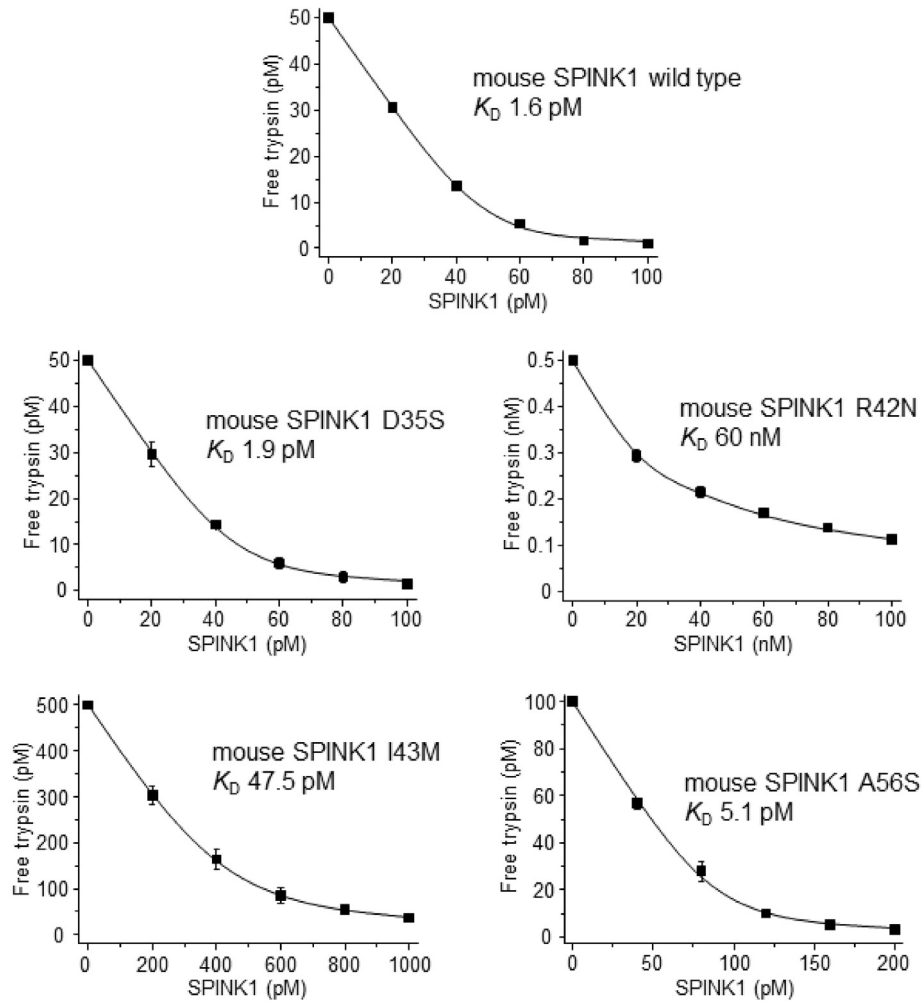 Free trypsin (pM)
50
40
30
20
10
0
mouse SPINK1 wild type
KD 1.6 pM
0 20 40 60 80 100
SPINK1 (pM)
Free trypsin (pM)
50
40
30
20
10
0
mouse SPINK1 D35S
KD 1.9 pM
0 20 40 60 80 100
SPINK1 (pM)
Free trypsin (nM)
0.5
0.4
0.3
0.2
0.1
mouse SPINK1 R42N
KD 60 nM
0 20 40 60 80 100
SPINK1 (nM)
Free trypsin (pM)
500
400
300
200
100
0
mouse SPINK1 I43M
KD 47.5 pM
0 200 400 600 800 1000
SPINK1 (pM)
Free trypsin (pM)
100
80
60
40
20
0
mouse SPINK1 A56S
KD 5.1 pM
0 50 100 150 200
SPINK1 (pM)